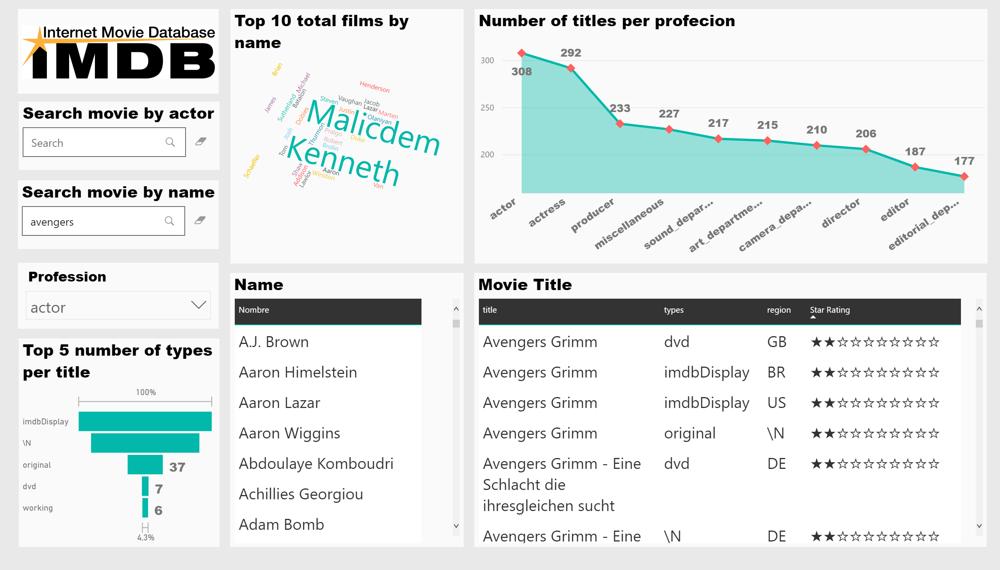 Internet Movie Database
IMDB
Search movie by actor
Search
Search movie by name
avengers
Profession
actor
Top 5 number of types
per title
100%
imdbDisplay
\N
original
37
dvd
7
working
6
4,3%
Top 10 total films by
name
Brian
Michael
Henderson
Batalon
Sutherland
James
Steven
Vaughan
Jacob
Lazar
Justin
Marten
Olaniyan
Dobies
Malicdem
Josh
Thurmon
Pralgo
Duke
Robert
Brolin
Tom
Kenneth
Schaeffer
Shaw
Addison
Lawlor
Aaron
Winston
Van
Number of titles per profecion
300
250
200
308
292
233
227
217
215
210
206
187
177
actor
actress
producer
miscellaneous
sound_depar...
art_departme...
camera_depa...
director
editor
editorial_dep...
Name
Nombre
A.J. Brown
Aaron Himelstein
Aaron Lazar
Aaron Wiggins
Abdoulaye Komboudri
Achillies Georgiou
Adam Bomb
Movie Title
title types region Star Rating
Avengers Grimm dvd GB ★★☆☆☆☆☆☆☆☆
Avengers Grimm imdbDisplay BR ★★☆☆☆☆☆☆☆☆
Avengers Grimm imdbDisplay US ★★☆☆☆☆☆☆☆☆
Avengers Grimm original \N ★★☆☆☆☆☆☆☆☆
Avengers Grimm - Eine dvd DE ★★☆☆☆☆☆☆☆☆
Schlacht die
ihresgleichen sucht
Avengers Grimm - Eine \N DE ★★☆☆☆☆☆☆☆☆